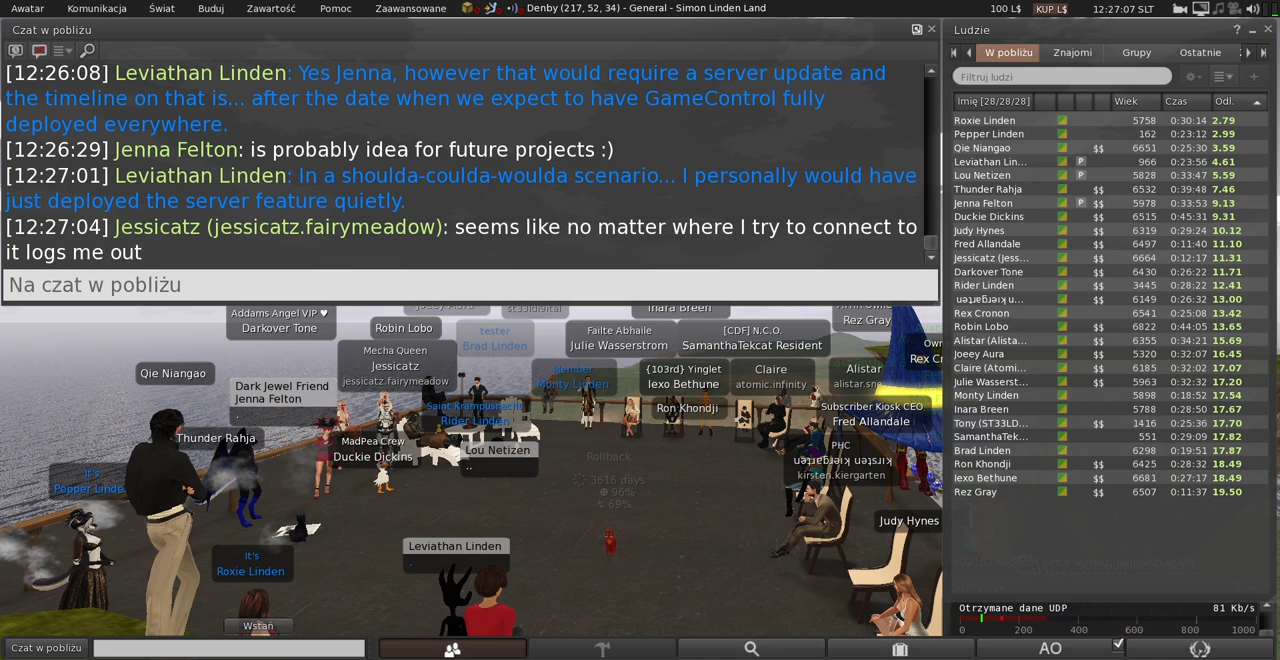 Awatar Komunikacja Świat Buduj Zawartość Pomoc Zaawansowane Denby (217, 52, 34) - General - Simon Linden Land 100 L$ KUP L$ 12:27:07 SLT
Czat w pobliżu
[12:26:08] Leviathan Linden: Yes Jenna, however that would require a server update and
the timeline on that is... after the date when we expect to have GameControl fully
deployed everywhere.
[12:26:29] Jenna Felton: is probably idea for future projects :)
[12:27:01] Leviathan Linden: In a shoulda-coulda-woulda scenario... I personally would have
just deployed the server feature quietly.
[12:27:04] Jessicatz (jessicatz.fairymeadow): seems like no matter where I try to connect to
it logs me out
Na czat w pobliżu
Joeey Aura
st33ldigital
Inara Breen
Rez Gray
Addams Angel VIP ♥
Darkover Tone
Robin Lobo
tester
Brad Linden
Failte Abhaile
Julie Wasserstrom
[CDF] N.C.O.
SamanthaTekcat Resident
Rex Cr
Mecha Queen
Jessicatz
jessicatz.fairymeadow
Qie Niangao
Dark Jewel Friend
Jenna Felton
.
Member
Monty Linden
{103rd} Yinglet
Iexo Bethune
Claire
atomic.infinity
Alistar
alistar.sn
Rider Linden
Ron Khondji
Subscriber Kiosk CEO
Fred Allandale
Thunder Rahja
MadPea Crew
Duckie Dickins
Lou Netizen
..
Rollback
3616 days
96%
69%
PHC
kirsten.kiergarten
It's
Pepper Linde
Judy Hynes
Leviathan Linden
.
It's
Roxie Linden
Wstań
Czat w pobliżu
AO
Ludzie
? _ ×
W pobliżu Znajomi Grupy Ostatnie
Filtruj ludzi
Imię [28/28/28] Wiek Czas Odl.
Roxie Linden 5758 0:30:14 2.79
Pepper Linden 162 0:23:12 2.99
Qie Niangao $$ 6651 0:25:30 3.59
Leviathan Lin... P 966 0:23:56 4.61
Lou Netizen P 5828 0:33:47 5.59
Thunder Rahja $$ 6532 0:39:48 7.46
Jenna Felton P $$ 5978 0:33:53 9.13
Duckie Dickins $$ 6515 0:45:31 9.31
Judy Hynes $$ 6319 0:29:24 10.12
Fred Allandale $$ 6497 0:11:40 11.10
Jessicatz (Jess... $$ 6664 0:12:17 11.31
Darkover Tone $$ 6430 0:26:22 11.71
Rider Linden $$ 3445 0:28:22 12.41
$$ 6149 0:26:32 13.00
Rex Cronon 6541 0:25:08 13.42
Robin Lobo $$ 6822 0:44:05 13.65
Alistar (Alista... $$ 6355 0:34:21 15.69
Joeey Aura $$ 5320 0:32:07 16.45
Claire (Atomi... $$ 6185 0:32:02 17.07
Julie Wasserst... $$ 5963 0:32:32 17.20
Monty Linden 5898 0:18:52 17.54
Inara Breen 5788 0:28:50 17.67
Tony (ST33LD... $$ 1416 0:25:36 17.70
SamanthaTek... 551 0:29:09 17.82
Brad Linden 6298 0:19:51 17.87
Ron Khondji $$ 6425 0:28:32 18.49
Iexo Bethune $$ 6681 0:27:17 18.49
Rez Gray $$ 6507 0:11:37 19.50
Otrzymane dane UDP 81 Kb/s
0 200 400 600 800 1000